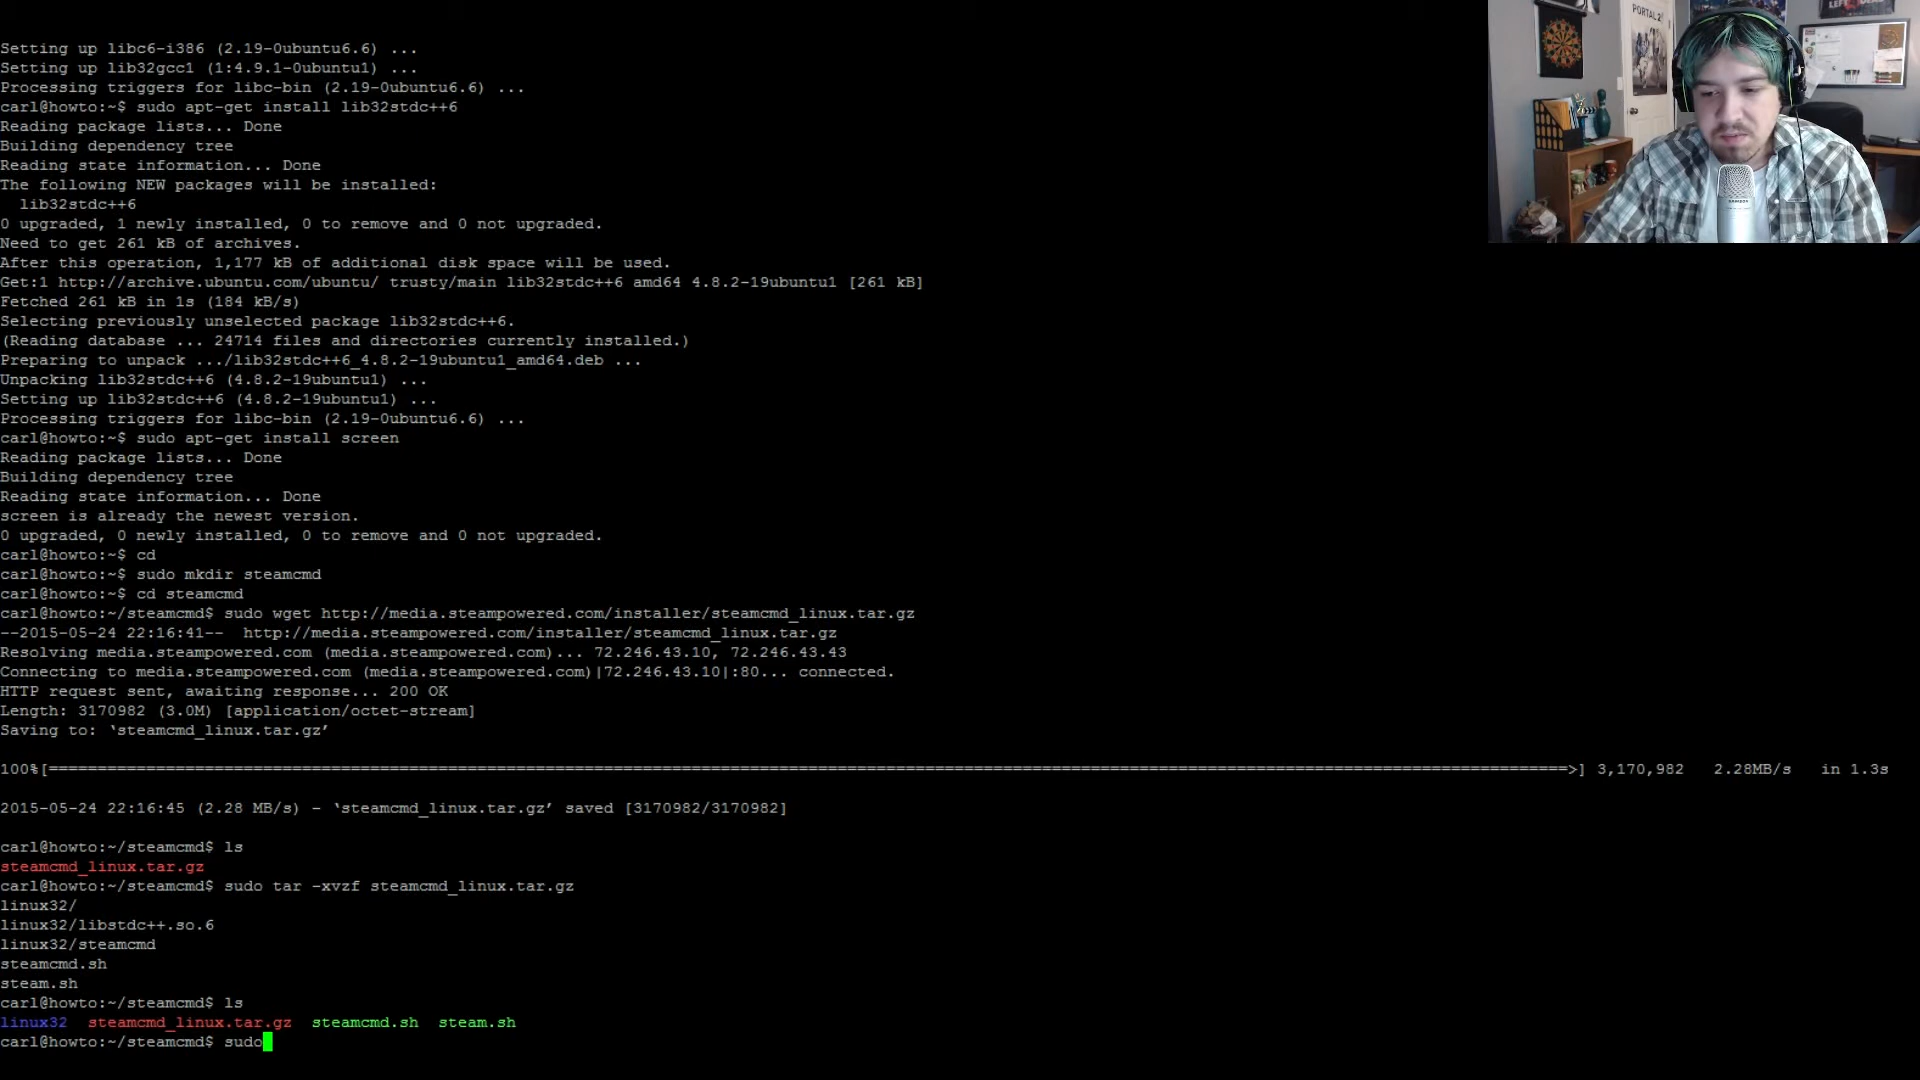 Setting up libc6-i386 (2.19-0ubuntu6.6) ...
Setting up lib32gcc1 (1:4.9.1-0ubuntu1) ...
Processing triggers for libc-bin (2.19-0ubuntu6.6) ...
carl@howto:~$ sudo apt-get install lib32stdc++6
Reading package lists... Done
Building dependency tree
Reading state information... Done
The following NEW packages will be installed:
  lib32stdc++6
0 upgraded, 1 newly installed, 0 to remove and 0 not upgraded.
Need to get 261 kB of archives.
After this operation, 1,177 kB of additional disk space will be used.
Get:1 http://archive.ubuntu.com/ubuntu/ trusty/main lib32stdc++6 amd64 4.8.2-19ubuntu1 [261 kB]
Fetched 261 kB in 1s (184 kB/s)
Selecting previously unselected package lib32stdc++6.
(Reading database ... 24714 files and directories currently installed.)
Preparing to unpack .../lib32stdc++6_4.8.2-19ubuntu1_amd64.deb ...
Unpacking lib32stdc++6 (4.8.2-19ubuntu1) ...
Setting up lib32stdc++6 (4.8.2-19ubuntu1) ...
Processing triggers for libc-bin (2.19-0ubuntu6.6) ...
carl@howto:~$ sudo apt-get install screen
Reading package lists... Done
Building dependency tree
Reading state information... Done
screen is already the newest version.
0 upgraded, 0 newly installed, 0 to remove and 0 not upgraded.
carl@howto:~$ cd
carl@howto:~$ sudo mkdir steamcmd
carl@howto:~$ cd steamcmd
carl@howto:~/steamcmd$ sudo wget http://media.steampowered.com/installer/steamcmd_linux.tar.gz
--2015-05-24 22:16:41--  http://media.steampowered.com/installer/steamcmd_linux.tar.gz
Resolving media.steampowered.com (media.steampowered.com)... 72.246.43.10, 72.246.43.43
Connecting to media.steampowered.com (media.steampowered.com)|72.246.43.10|:80... connected.
HTTP request sent, awaiting response... 200 OK
Length: 3170982 (3.0M) [application/octet-stream]
Saving to: ‘steamcmd_linux.tar.gz’
100%[=====================================================================================>] 3,170,982   2.28MB/s   in 1.3s
2015-05-24 22:16:45 (2.28 MB/s) - ‘steamcmd_linux.tar.gz’ saved [3170982/3170982]
carl@howto:~/steamcmd$ ls
steamcmd_linux.tar.gz
carl@howto:~/steamcmd$ sudo tar -xvzf steamcmd_linux.tar.gz
linux32/
linux32/libstdc++.so.6
linux32/steamcmd
steamcmd.sh
steam.sh
carl@howto:~/steamcmd$ ls
linux32  steamcmd_linux.tar.gz  steamcmd.sh  steam.sh
carl@howto:~/steamcmd$ sudo
PORTAL 2
SAMSON